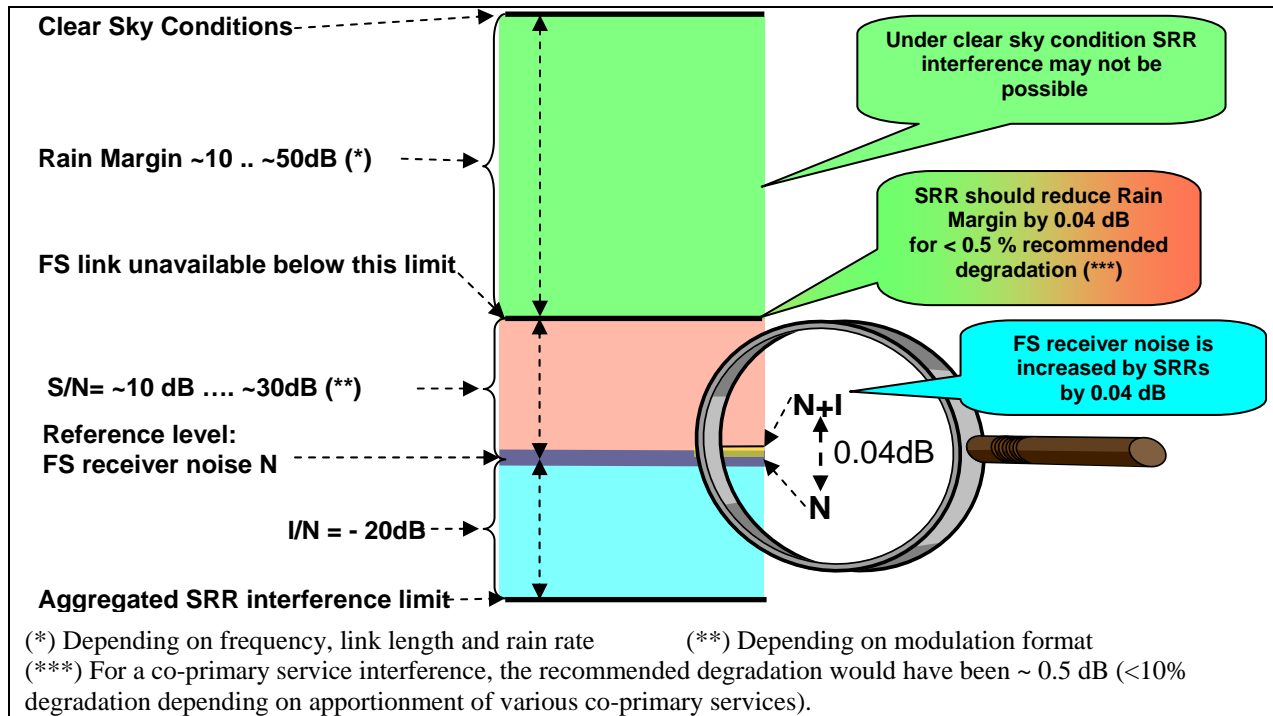 Clear Sky Conditions
Under clear sky condition SRR
interference may not be
possible
Rain Margin ~10 .. ~50dB (*)
SRR should reduce Rain
Margin by 0.04 dB
for < 0.5 % recommended
degradation (***)
FS link unavailable below this limit
FS receiver noise is
increased by SRRs
by 0.04 dB
S/N= ~10 dB .... ~30dB (**)
Reference level:
FS receiver noise N
N+I
0.04dB
N
I/N = - 20dB
Aggregated SRR interference limit
(*) Depending on frequency, link length and rain rate (**) Depending on modulation format
(***) For a co-primary service interference, the recommended degradation would have been ~ 0.5 dB (<10%
degradation depending on apportionment of various co-primary services).